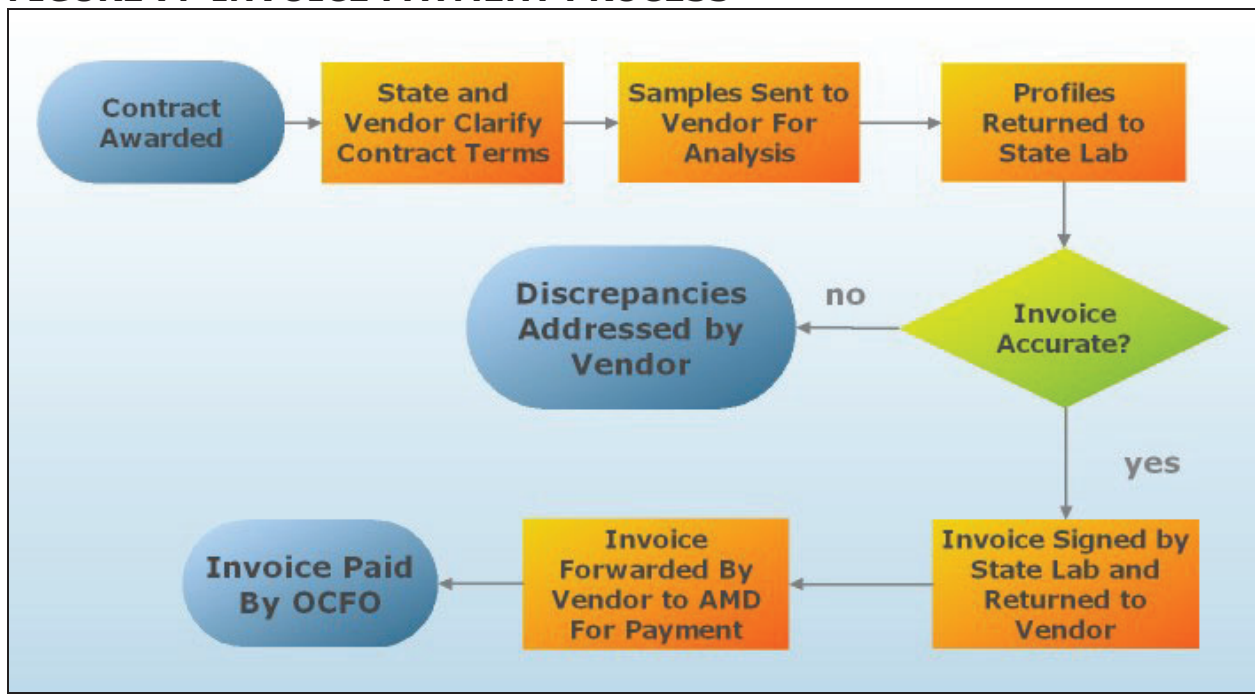 Contract
Awarded
State and
Vendor Clarify
Contract Terms
Samples Sent to
Vendor For
Analysis
Profiles
Returned to
State Lab
Invoice
Accurate?
no
Discrepancies
Addressed by
Vendor
yes
Invoice Signed by
State Lab and
Returned to
Vendor
Invoice
Forwarded By
Vendor to AMD
For Payment
Invoice Paid
By OCFO